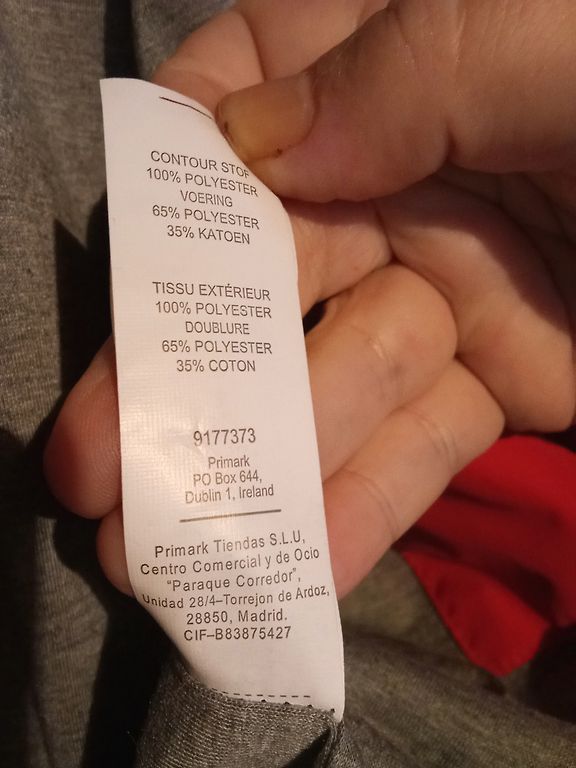 CONTOUR STOF
100% POLYESTER
VOERING
65% POLYESTER
35% KATOEN
TISSU EXTÉRIEUR
100% POLYESTER
DOUBLURE
65% POLYESTER
35% COTON
9177373
Primark
PO Box 644,
Dublin 1, Ireland
Primark Tiendas S.L.U,
Centro Comercial y de Ocio
"Paraque Corredor",
Unidad 28/4–Torrejon de Ardoz,
28850, Madrid.
CIF–B83875427